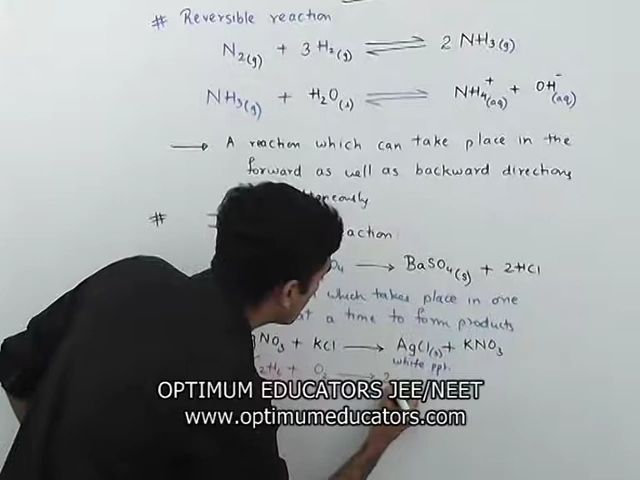 # Reversible reaction
N2(g) + 3 H2(g) ⇌ 2 NH3(g)
NH3(g) + H2O(l) ⇌ NH4+(aq) + OH-(aq)
→ A reaction which can take place in the
forward as well as backward directions
#
action
→ BaSO4(s) + 2HCl
which takes place in one
at a time to form products
NO3 + KCl → AgCl(s) + KNO3
white ppt.
+ O2 → 2
OPTIMUM EDUCATORS JEE/NEET
www.optimumeducators.com